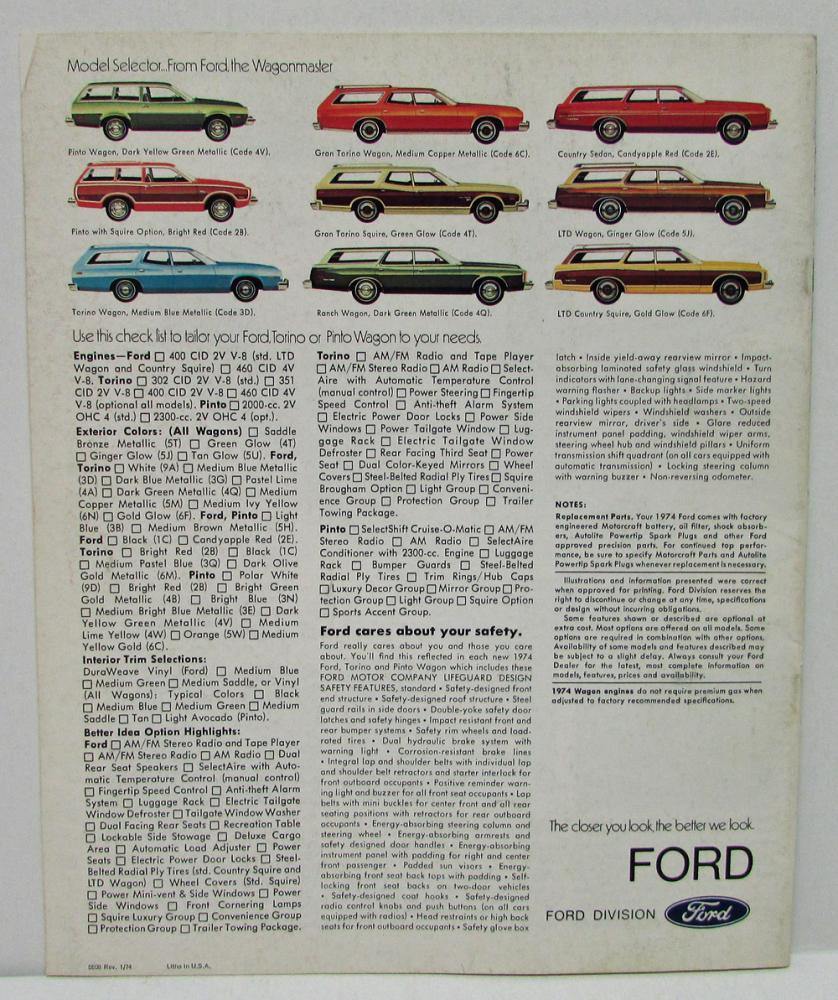 Model Selector...From Ford, the Wagonmaster
Pinto Wagon, Dark Yellow Green Metallic (Code 4V).
Gran Torino Wagon, Medium Copper Metallic (Code 6C).
Country Sedan, Candyapple Red (Code 2E).
Pinto with Squire Option, Bright Red (Code 2B).
Gran Torino Squire, Green Glow (Code 4T).
LTD Wagon, Ginger Glow (Code 5J).
Torino Wagon, Medium Blue Metallic (Code 3D).
Ranch Wagon, Dark Green Metallic (Code 4Q).
LTD Country Squire, Gold Glow (Code 6F).
Use this check list to tailor your Ford, Torino or Pinto Wagon to your needs.
Engines—Ford ☐ 400 CID 2V V-8 (std. LTD
Wagon and Country Squire) ☐ 460 CID 4V
V-8. Torino ☐ 302 CID 2V V-8 (std.) ☐ 351
CID 2V V-8 ☐ 400 CID 2V V-8 ☐ 460 CID 4V
V-8 (optional all models). Pinto ☐ 2000-cc. 2V
OHC 4 (std.) ☐ 2300-cc. 2V OHC 4 (opt.).
Exterior Colors: (All Wagons) ☐ Saddle
Bronze Metallic (5T) ☐ Green Glow (4T)
☐ Ginger Glow (5J) ☐ Tan Glow (5U). Ford,
Torino ☐ White (9A) ☐ Medium Blue Metallic
(3D) ☐ Dark Blue Metallic (3G) ☐ Pastel Lime
(4A) ☐ Dark Green Metallic (4Q) ☐ Medium
Copper Metallic (5M) ☐ Medium Ivy Yellow
(6N) ☐ Gold Glow (6F). Ford, Pinto ☐ Light
Blue (3B) ☐ Medium Brown Metallic (5H).
Ford ☐ Black (1C) ☐ Candyapple Red (2E).
Torino ☐ Bright Red (2B) ☐ Black (1C)
☐ Medium Pastel Blue (3Q) ☐ Dark Olive
Gold Metallic (6M). Pinto ☐ Polar White
(9D) ☐ Bright Red (2B) ☐ Bright Green
Gold Metallic (4B) ☐ Bright Blue (3N)
☐ Medium Bright Blue Metallic (3E) ☐ Dark
Yellow Green Metallic (4V) ☐ Medium
Lime Yellow (4W) ☐ Orange (5W) ☐ Medium
Yellow Gold (6C).
Interior Trim Selections:
DuraWeave Vinyl (Ford) ☐ Medium Blue
☐ Medium Green ☐ Medium Saddle, or Vinyl
(All Wagons): Typical Colors ☐ Black
☐ Medium Blue ☐ Medium Green ☐ Medium
Saddle ☐ Tan ☐ Light Avocado (Pinto).
Better Idea Option Highlights:
Ford ☐ AM/FM Stereo Radio and Tape Player
☐ AM/FM Stereo Radio ☐ AM Radio ☐ Dual
Rear Seat Speakers ☐ SelectAire with Auto-
matic Temperature Control (manual control)
☐ Fingertip Speed Control ☐ Anti-theft Alarm
System ☐ Luggage Rack ☐ Electric Tailgate
Window Defroster ☐ Tailgate Window Washer
☐ Dual Facing Rear Seats ☐ Recreation Table
☐ Lockable Side Stowage ☐ Deluxe Cargo
Area ☐ Automatic Load Adjuster ☐ Power
Seats ☐ Electric Power Door Locks ☐ Steel-
Belted Radial Ply Tires (std. Country Squire and
LTD Wagon) ☐ Wheel Covers (Std. Squire)
☐ Power Mini-vent & Side Windows ☐ Power
Side Windows ☐ Front Cornering Lamps
☐ Squire Luxury Group ☐ Convenience Group
☐ Protection Group ☐ Trailer Towing Package.
Torino ☐ AM/FM Radio and Tape Player
☐ AM/FM Stereo Radio ☐ AM Radio ☐ Select-
Aire with Automatic Temperature Control
(manual control) ☐ Power Steering ☐ Fingertip
Speed Control ☐ Anti-theft Alarm System
☐ Electric Power Door Locks ☐ Power Side
Windows ☐ Power Tailgate Window ☐ Lug-
gage Rack ☐ Electric Tailgate Window
Defroster ☐ Rear Facing Third Seat ☐ Power
Seat ☐ Dual Color-Keyed Mirrors ☐ Wheel
Covers ☐ Steel-Belted Radial Ply Tires ☐ Squire
Brougham Option ☐ Light Group ☐ Conveni-
ence Group ☐ Protection Group ☐ Trailer
Towing Package.
Pinto ☐ SelectShift Cruise-O-Matic ☐ AM/FM
Stereo Radio ☐ AM Radio ☐ SelectAire
Conditioner with 2300-cc. Engine ☐ Luggage
Rack ☐ Bumper Guards ☐ Steel-Belted
Radial Ply Tires ☐ Trim Rings/Hub Caps
☐ Luxury Decor Group ☐ Mirror Group ☐ Pro-
tection Group ☐ Light Group ☐ Squire Option
☐ Sports Accent Group.
Ford cares about your safety.
Ford really cares about you and those you care
about. You'll find this reflected in each new 1974
Ford, Torino and Pinto Wagon which includes these
FORD MOTOR COMPANY LIFEGUARD DESIGN
SAFETY FEATURES, standard • Safety-designed front
end structure • Safety-designed roof structure • Steel
guard rails in side doors • Double-yoke safety door
latches and safety hinges • Impact resistant front and
rear bumper systems • Safety rim wheels and load-
rated tires • Dual hydraulic brake system with
warning light • Corrosion-resistant brake lines
• Integral lap and shoulder belts with individual lap
and shoulder belt retractors and starter interlock for
front outboard occupants • Positive reminder warn-
ing light and buzzer for all front seat occupants • Lap
belts with mini buckles for center front and all rear
seating positions with retractors for rear outboard
occupants • Energy-absorbing steering column and
steering wheel • Energy-absorbing armrests and
safety designed door handles • Energy-absorbing
instrument panel with padding for right and center
front passenger • Padded sun visors • Energy-
absorbing front seat back tops with padding • Self-
locking front seat backs on two-door vehicles
• Safety-designed coat hooks • Safety-designed
radio control knobs and push buttons (on all cars
equipped with radios) • Head restraints or high back
seats for front outboard occupants • Safety glove box
latch • Inside yield-away rearview mirror • Impact-
absorbing laminated safety glass windshield • Turn
indicators with lane-changing signal feature • Hazard
warning flasher • Backup lights • Side marker lights
• Parking lights coupled with headlamps • Two-speed
windshield wipers • Windshield washers • Outside
rearview mirror, driver's side • Glare reduced
instrument panel padding, windshield wiper arms,
steering wheel hub and windshield pillars • Uniform
transmission shift quadrant (on all cars equipped with
automatic transmission) • Locking steering column
with warning buzzer • Non-reversing odometer.
NOTES:
Replacement Parts. Your 1974 Ford comes with factory
engineered Motorcraft battery, oil filter, shock absorb-
ers, Autolite Powertip Spark Plugs and other Ford
approved precision parts. For continued top perfor-
mance, be sure to specify Motorcraft Parts and Autolite
Powertip Spark Plugs whenever replacement is necessary.
Illustrations and information presented were correct
when approved for printing. Ford Division reserves the
right to discontinue or change at any time, specifications
or design without incurring obligations.
Some features shown or described are optional at
extra cost. Most options are offered on all models. Some
options are required in combination with other options.
Availability of some models and features described may
be subject to a slight delay. Always consult your Ford
Dealer for the latest, most complete information on
models, features, prices and availability.
1974 Wagon engines do not require premium gas when
adjusted to factory recommended specifications.
The closer you look, the better we look.
FORD
FORD DIVISION Ford
Rev. 1/74 Litho in U.S.A.